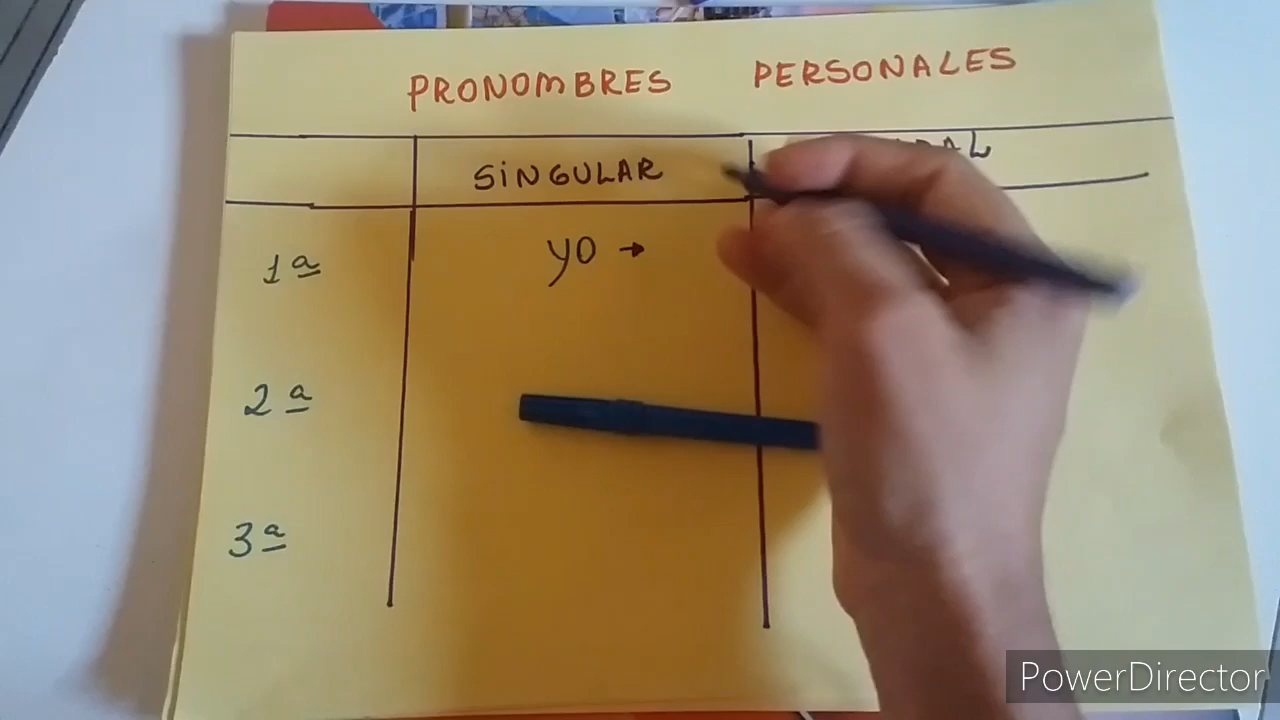 PRONOMBRES PERSONALES
SINGULAR
1ª yo →
2ª
3ª
PowerDirector